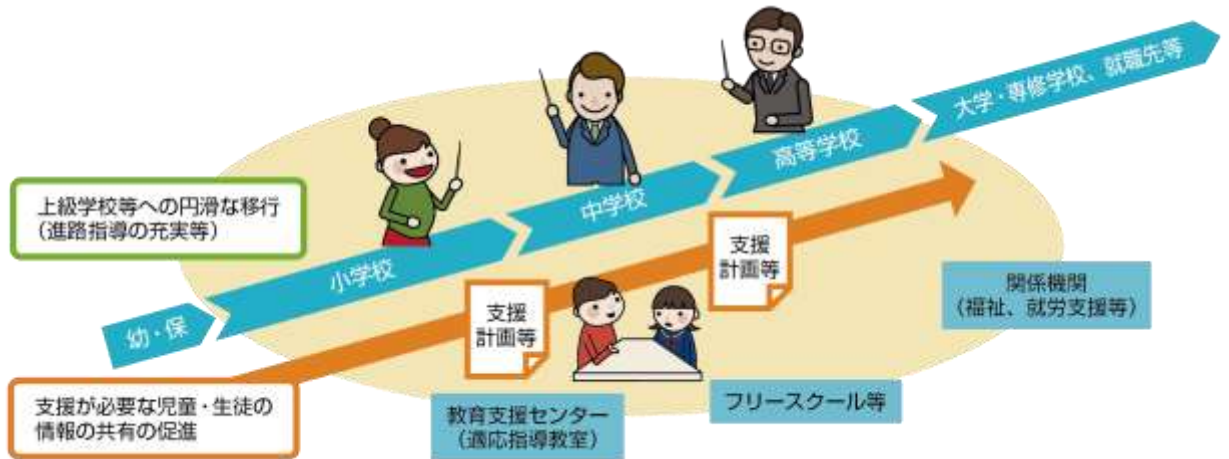 大学・専修学校、就職先等
高等学校
中学校
小学校
幼・保
上級学校等への円滑な移行
（進路指導の充実等）
支援
計画等
支援
計画等
関係機関
（福祉、就労支援等）
支援が必要な児童・生徒の
情報の共有の促進
教育支援センター
（適応指導教室）
フリースクール等